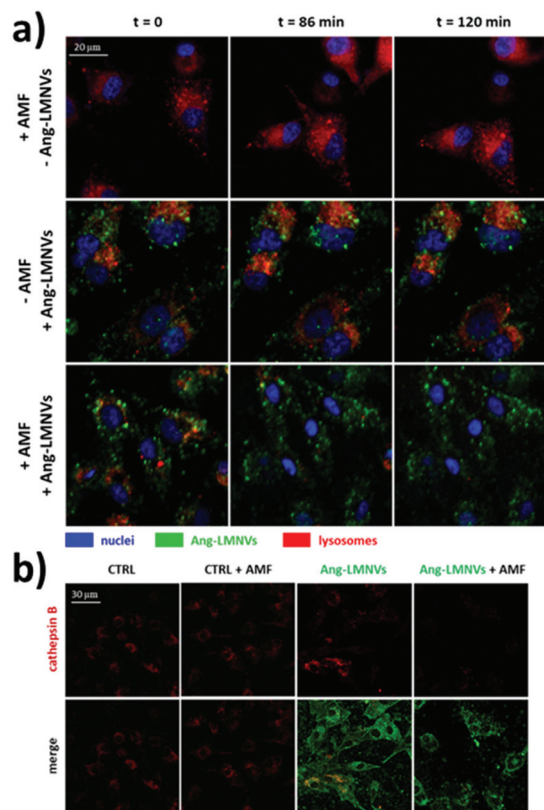 a)
t = 0 t = 86 min t = 120 min
20 µm
+ AMF
- Ang-LMNVs
- AMF
+ Ang-LMNVs
+ AMF
+ Ang-LMNVs
nuclei Ang-LMNVs lysosomes
b)
CTRL CTRL + AMF Ang-LMNVs Ang-LMNVs + AMF
30 µm
cathepsin B
merge